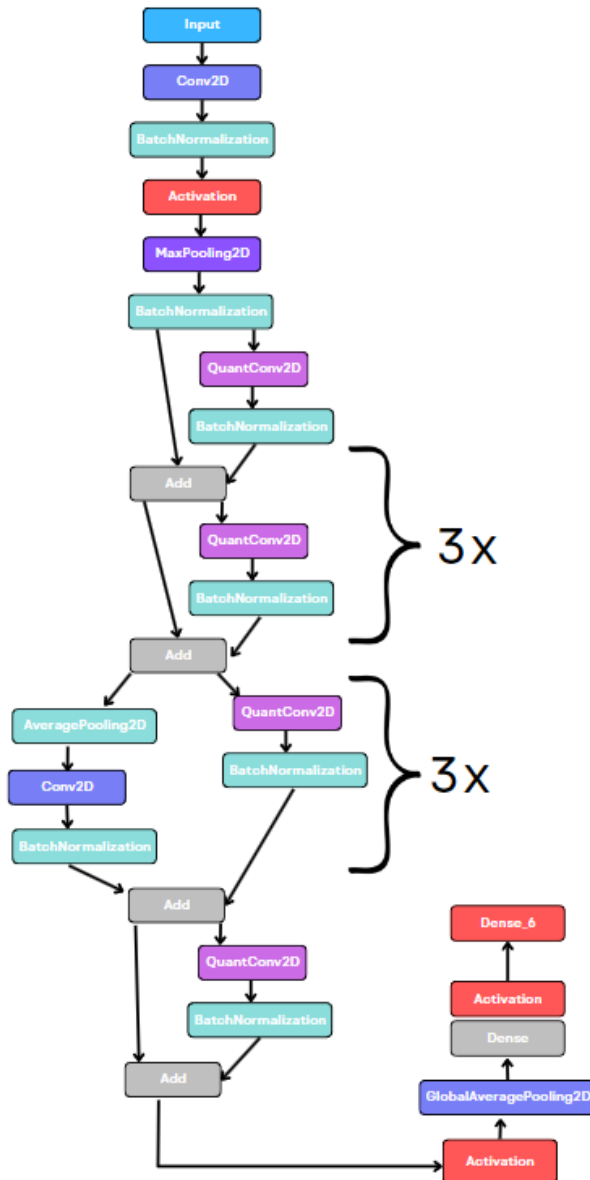 Input
Conv2D
BatchNormalization
Activation
MaxPooling2D
BatchNormalization
QuantConv2D
BatchNormalization
Add
QuantConv2D
BatchNormalization
3x
Add
AveragePooling2D
Conv2D
BatchNormalization
QuantConv2D
BatchNormalization
3x
Add
QuantConv2D
BatchNormalization
Add
Dense_6
Activation
Dense
GlobalAveragePooling2D
Activation